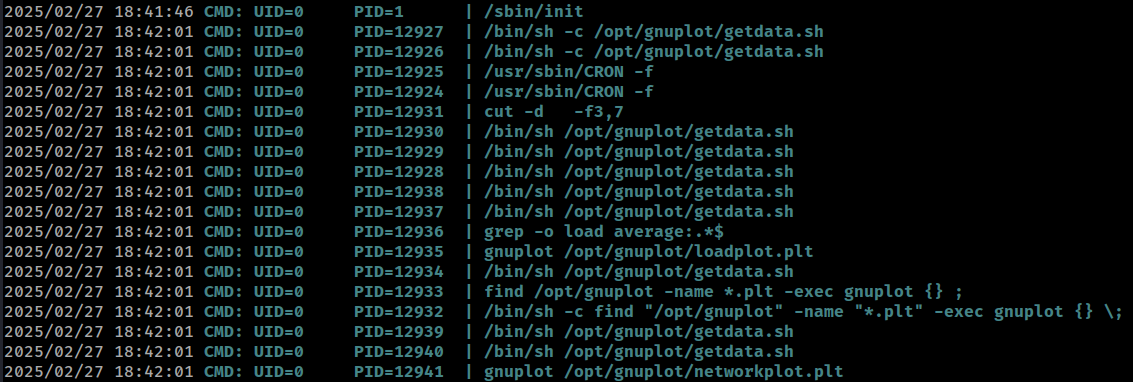 2025/02/27 18:41:46 CMD: UID=0     PID=1      | /sbin/init
2025/02/27 18:42:01 CMD: UID=0     PID=12927  | /bin/sh -c /opt/gnuplot/getdata.sh
2025/02/27 18:42:01 CMD: UID=0     PID=12926  | /bin/sh -c /opt/gnuplot/getdata.sh
2025/02/27 18:42:01 CMD: UID=0     PID=12925  | /usr/sbin/CRON -f
2025/02/27 18:42:01 CMD: UID=0     PID=12924  | /usr/sbin/CRON -f
2025/02/27 18:42:01 CMD: UID=0     PID=12931  | cut -d   -f3,7
2025/02/27 18:42:01 CMD: UID=0     PID=12930  | /bin/sh /opt/gnuplot/getdata.sh
2025/02/27 18:42:01 CMD: UID=0     PID=12929  | /bin/sh /opt/gnuplot/getdata.sh
2025/02/27 18:42:01 CMD: UID=0     PID=12928  | /bin/sh /opt/gnuplot/getdata.sh
2025/02/27 18:42:01 CMD: UID=0     PID=12938  | /bin/sh /opt/gnuplot/getdata.sh
2025/02/27 18:42:01 CMD: UID=0     PID=12937  | /bin/sh /opt/gnuplot/getdata.sh
2025/02/27 18:42:01 CMD: UID=0     PID=12936  | grep -o load average:.*$
2025/02/27 18:42:01 CMD: UID=0     PID=12935  | gnuplot /opt/gnuplot/loadplot.plt
2025/02/27 18:42:01 CMD: UID=0     PID=12934  | /bin/sh /opt/gnuplot/getdata.sh
2025/02/27 18:42:01 CMD: UID=0     PID=12933  | find /opt/gnuplot -name *.plt -exec gnuplot {} ;
2025/02/27 18:42:01 CMD: UID=0     PID=12932  | /bin/sh -c find "/opt/gnuplot" -name "*.plt" -exec gnuplot {} \;
2025/02/27 18:42:01 CMD: UID=0     PID=12939  | /bin/sh /opt/gnuplot/getdata.sh
2025/02/27 18:42:01 CMD: UID=0     PID=12940  | /bin/sh /opt/gnuplot/getdata.sh
2025/02/27 18:42:01 CMD: UID=0     PID=12941  | gnuplot /opt/gnuplot/networkplot.plt